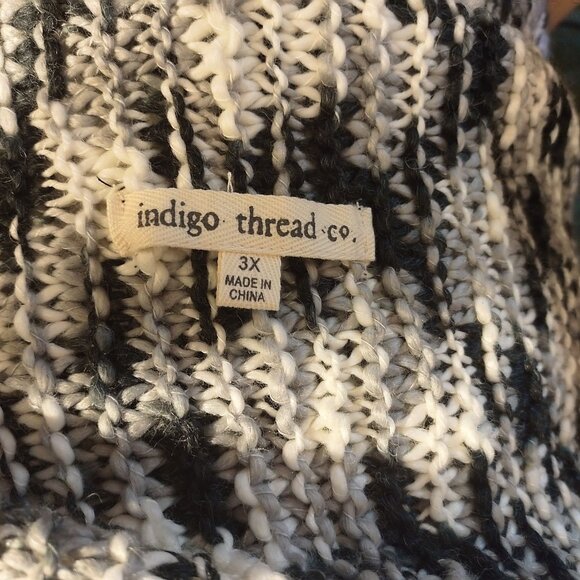 indigo thread co.
3X
MADE IN
CHINA